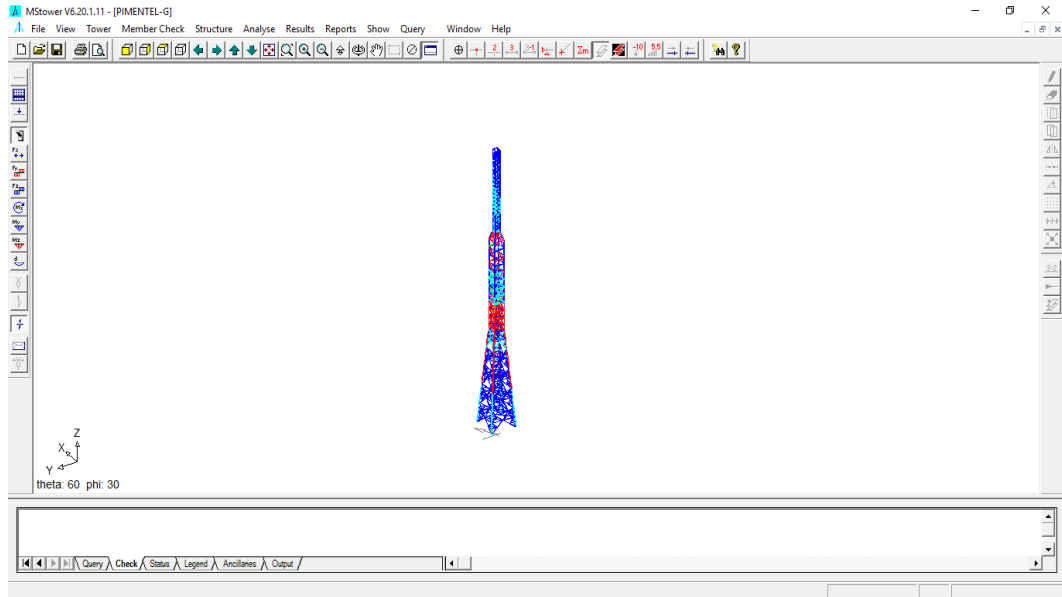 MStower V6.20.1.11 - [PIMENTEL-G]
File View Tower Member Check Structure Analyse Results Reports Show Query Window Help
Z
X
Y
theta: 60 phi: 30
Query Check Status Legend Ancillaries Output